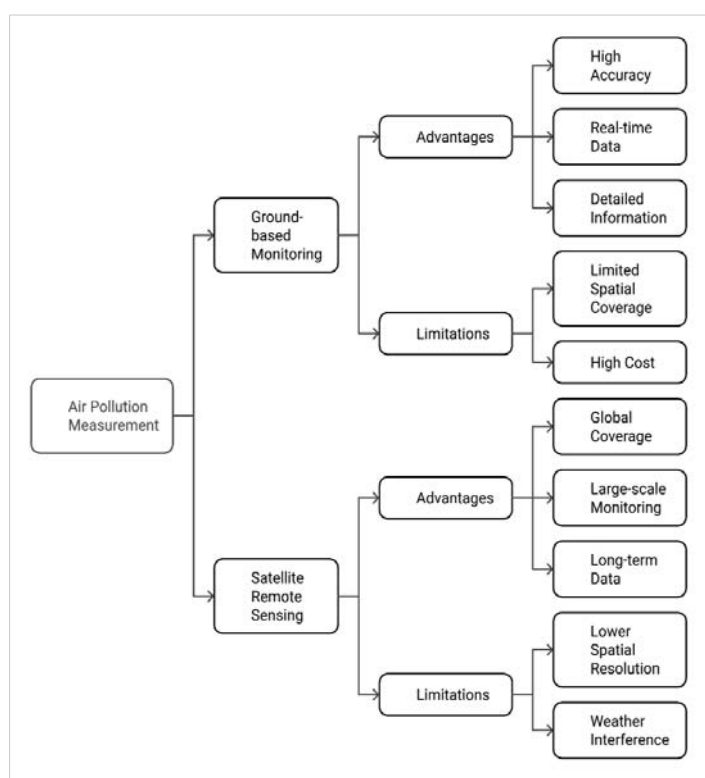 High
Accuracy
Advantages
Real-time
Data
Ground-
based
Monitoring
Detailed
Information
Limited
Spatial
Coverage
Limitations
High Cost
Air Pollution
Measurement
Global
Coverage
Advantages
Large-scale
Monitoring
Long-term
Data
Satellite
Remote
Sensing
Lower
Spatial
Resolution
Limitations
Weather
Interference